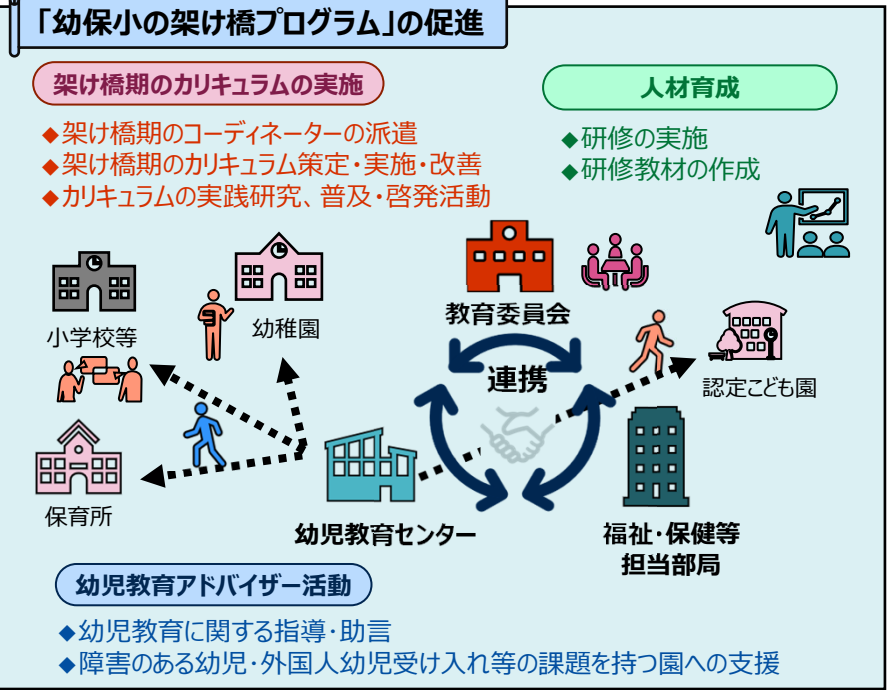 「幼保小の架け橋プログラム」の促進
架け橋期のカリキュラムの実施
◆架け橋期のコーディネーターの派遣
◆架け橋期のカリキュラム策定・実施・改善
◆カリキュラムの実践研究、普及・啓発活動
人材育成
◆研修の実施
◆研修教材の作成
小学校等
幼稚園
教育委員会
連携
認定こども園
保育所
幼児教育センター
福祉・保健等
担当部局
幼児教育アドバイザー活動
◆幼児教育に関する指導・助言
◆障害のある幼児・外国人幼児受け入れ等の課題を持つ園への支援